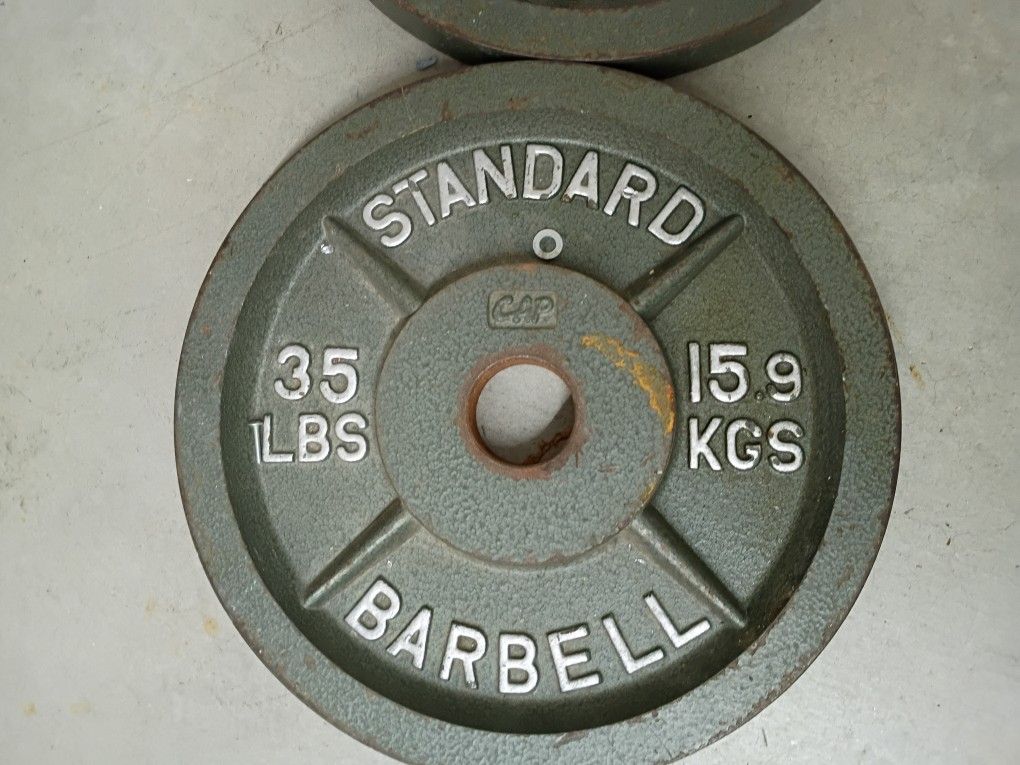 STANDARD
O
CAP
35
LBS
15.9
KGS
BARBELL